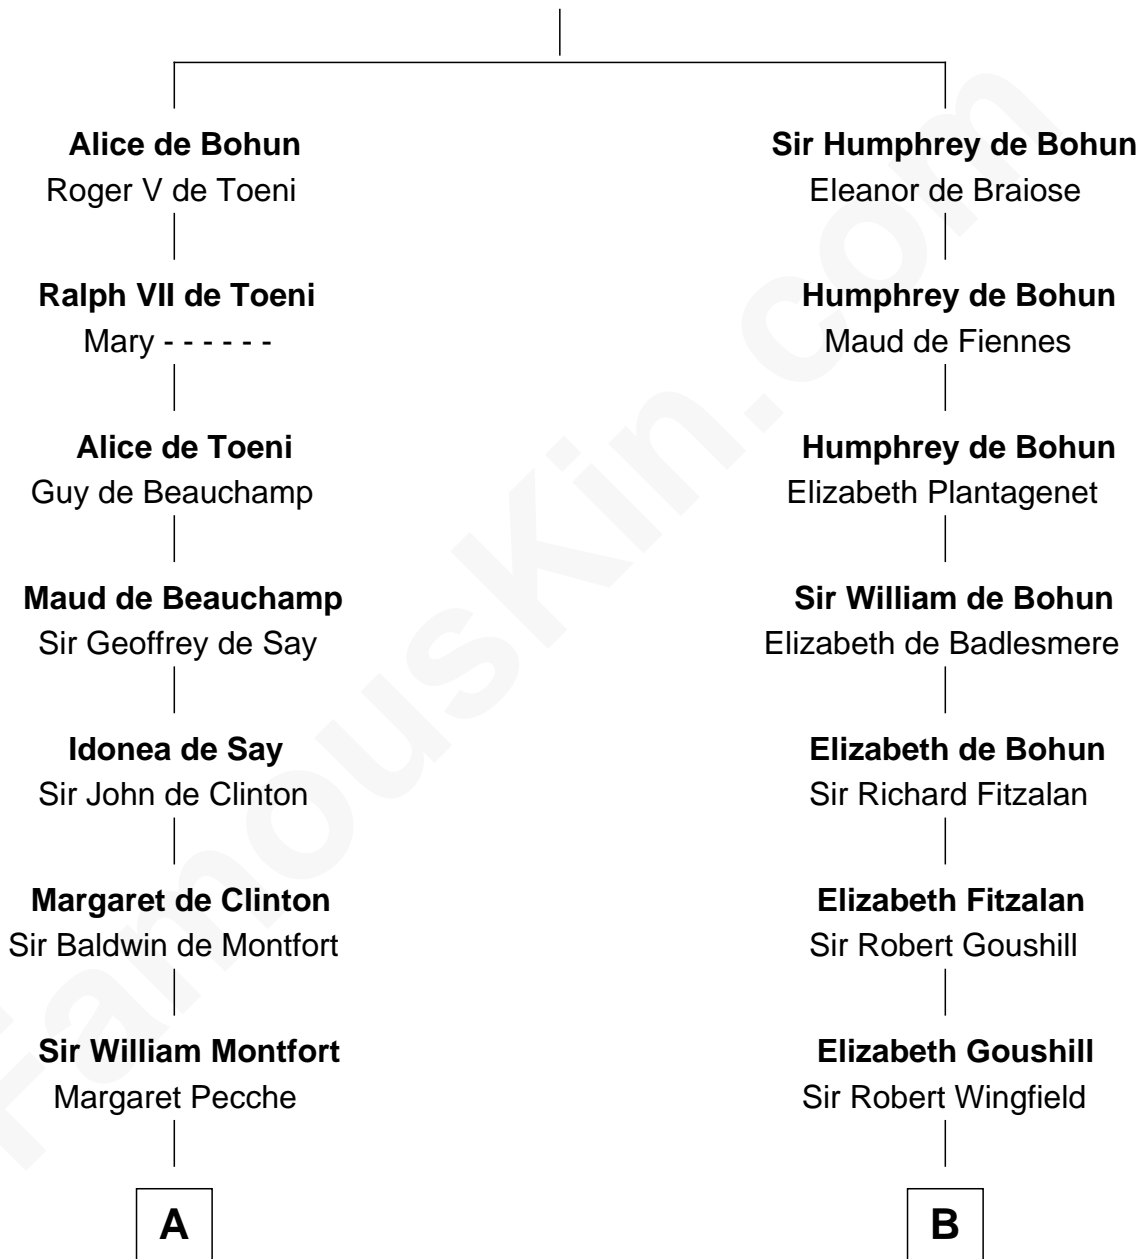 Alice de Bohun
Roger V de Toeni
Sir Humphrey de Bohun
Eleanor de Braiose
Ralph VII de Toeni
Mary - - - - - -
Humphrey de Bohun
Maud de Fiennes
Alice de Toeni
Guy de Beauchamp
Humphrey de Bohun
Elizabeth Plantagenet
Maud de Beauchamp
Sir Geoffrey de Say
Sir William de Bohun
Elizabeth de Badlesmere
Idonea de Say
Sir John de Clinton
Elizabeth de Bohun
Sir Richard Fitzalan
Margaret de Clinton
Sir Baldwin de Montfort
Elizabeth Fitzalan
Sir Robert Goushill
Sir William Montfort
Margaret Pecche
Elizabeth Goushill
Sir Robert Wingfield
A
B
FamousKin.com